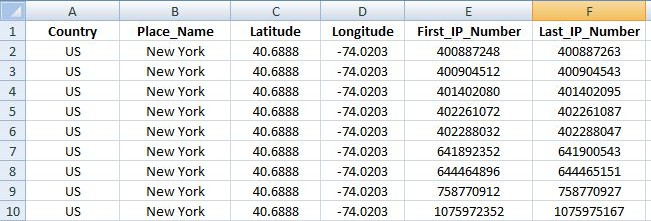 A B C D E F
1 Country Place_Name Latitude Longitude First_IP_Number Last_IP_Number
2 US New York 40.6888 -74.0203 400887248 400887263
3 US New York 40.6888 -74.0203 400904512 400904543
4 US New York 40.6888 -74.0203 401402080 401402095
5 US New York 40.6888 -74.0203 402261072 402261087
6 US New York 40.6888 -74.0203 402288032 402288047
7 US New York 40.6888 -74.0203 641892352 641900543
8 US New York 40.6888 -74.0203 644464896 644465151
9 US New York 40.6888 -74.0203 758770912 758770927
10 US New York 40.6888 -74.0203 1075972352 1075975167